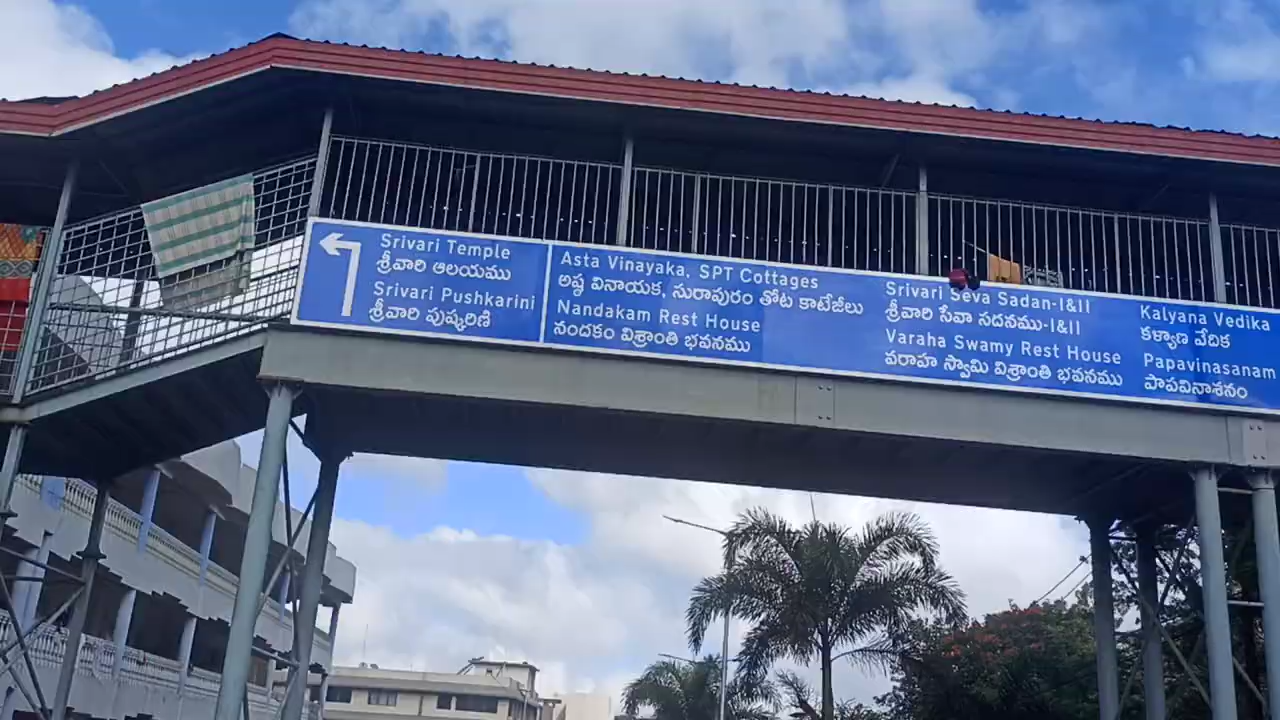 Srivari Temple
శ్రీవారి ఆలయము
Srivari Pushkarini
శ్రీవారి పుష్కరిణి
Asta Vinayaka, SPT Cottages
అష్ట వినాయక, సురాపురం తోట కాటేజీలు
Nandakam Rest House
నందకం విశ్రాంతి భవనము
Srivari Seva Sadan-I&II
శ్రీవారి సేవా సదనము-I&II
Varaha Swamy Rest House
వరాహ స్వామి విశ్రాంతి భవనము
Kalyana Vedika
కళ్యాణ వేదిక
Papavinasanam
పాపవినాశనం